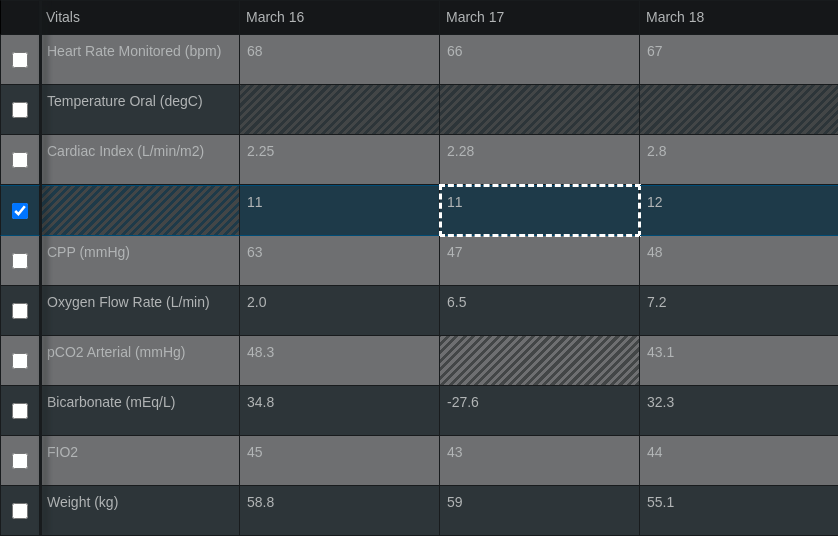 Vitals March 16 March 17 March 18
Heart Rate Monitored (bpm) 68 66 67
Temperature Oral (degC)
Cardiac Index (L/min/m2) 2.25 2.28 2.8
11 11 12
CPP (mmHg) 63 47 48
Oxygen Flow Rate (L/min) 2.0 6.5 7.2
pCO2 Arterial (mmHg) 48.3 43.1
Bicarbonate (mEq/L) 34.8 -27.6 32.3
FIO2 45 43 44
Weight (kg) 58.8 59 55.1